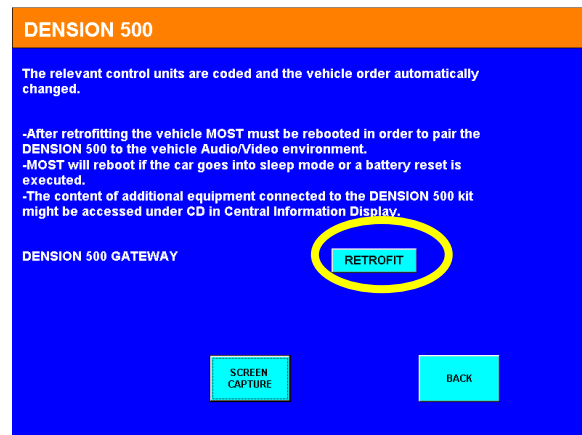 DENSION 500
The relevant control units are coded and the vehicle order automatically
changed.
-After retrofitting the vehicle MOST must be rebooted in order to pair the
DENSION 500 to the vehicle Audio/Video environment.
-MOST will reboot if the car goes into sleep mode or a battery reset is
executed.
-The content of additional equipment connected to the DENSION 500 kit
might be accessed under CD in Central Information Display.
DENSION 500 GATEWAY
RETROFIT
SCREEN
CAPTURE
BACK